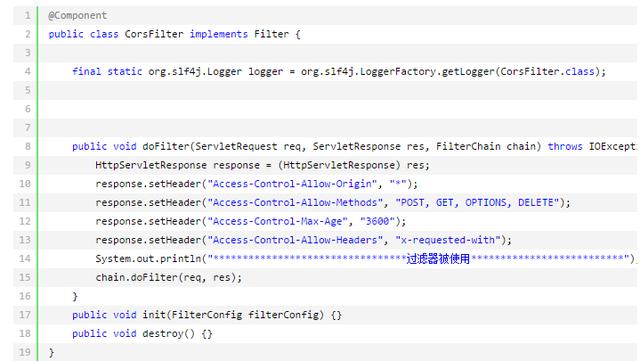 1 @Component
2 public class CorsFilter implements Filter {
3
4 final static org.slf4j.Logger logger = org.slf4j.LoggerFactory.getLogger(CorsFilter.class);
5
6
7
8 public void doFilter(ServletRequest req, ServletResponse res, FilterChain chain) throws IOExcepti
9 HttpServletResponse response = (HttpServletResponse) res;
10 response.setHeader("Access-Control-Allow-Origin", "*");
11 response.setHeader("Access-Control-Allow-Methods", "POST, GET, OPTIONS, DELETE");
12 response.setHeader("Access-Control-Max-Age", "3600");
13 response.setHeader("Access-Control-Allow-Headers", "x-requested-with");
14 System.out.println("*********************************过滤器被使用**************************")
15 chain.doFilter(req, res);
16 }
17 public void init(FilterConfig filterConfig) {}
18 public void destroy() {}
19 }